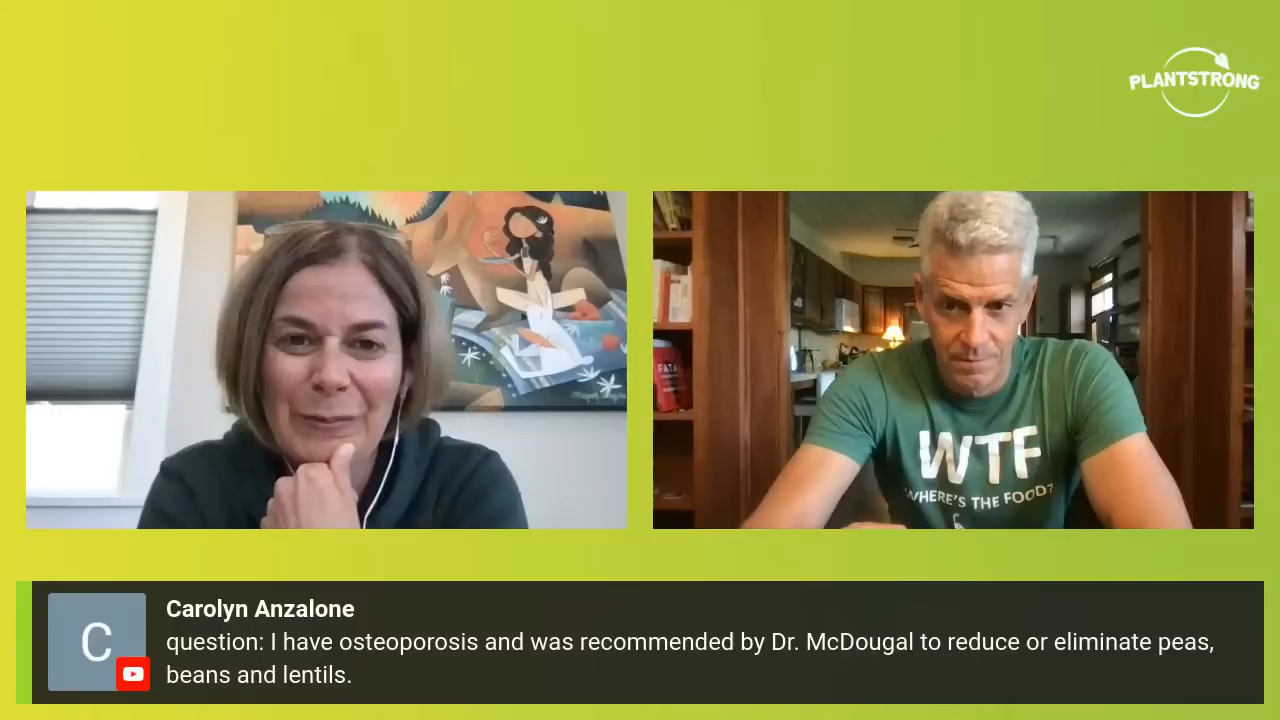 PLANTSTRONG
FATA
WTF
WHERE'S THE FOOD?
C
Carolyn Anzalone
question: I have osteoporosis and was recommended by Dr. McDougal to reduce or eliminate peas,
beans and lentils.